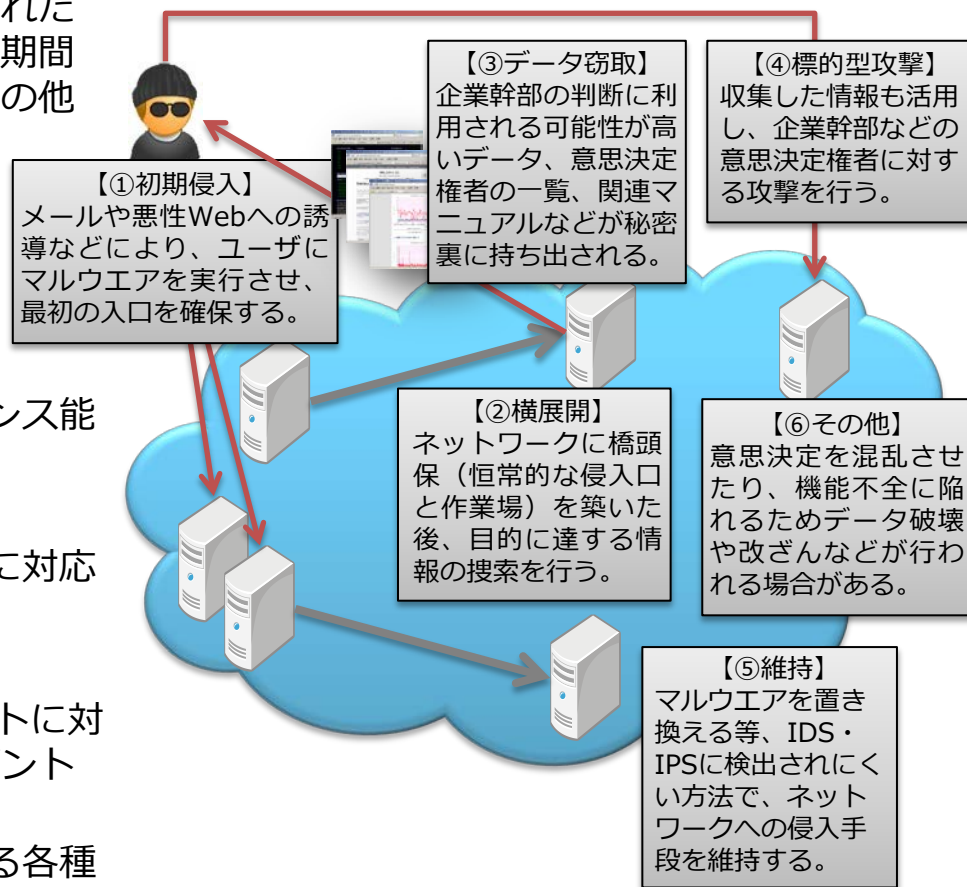 れた
期間
の他
ンス能
に対応
トに対
ント
る各種
【①初期侵入】
メールや悪性Webへの誘
導などにより、ユーザに
マルウエアを実行させ、
最初の入口を確保する。
【③データ窃取】
企業幹部の判断に利
用される可能性が高
いデータ、意思決定
権者の一覧、関連マ
ニュアルなどが秘密
裏に持ち出される。
【④標的型攻撃】
収集した情報も活用
し、企業幹部などの
意思決定権者に対す
る攻撃を行う。
【②横展開】
ネットワークに橋頭
保（恒常的な侵入口
と作業場）を築いた
後、目的に達する情
報の捜索を行う。
【⑥その他】
意思決定を混乱させ
たり、機能不全に陥
れるためデータ破壊
や改ざんなどが行わ
れる場合がある。
【⑤維持】
マルウエアを置き
換える等、IDS・
IPSに検出されにく
い方法で、ネット
ワークへの侵入手
段を維持する。